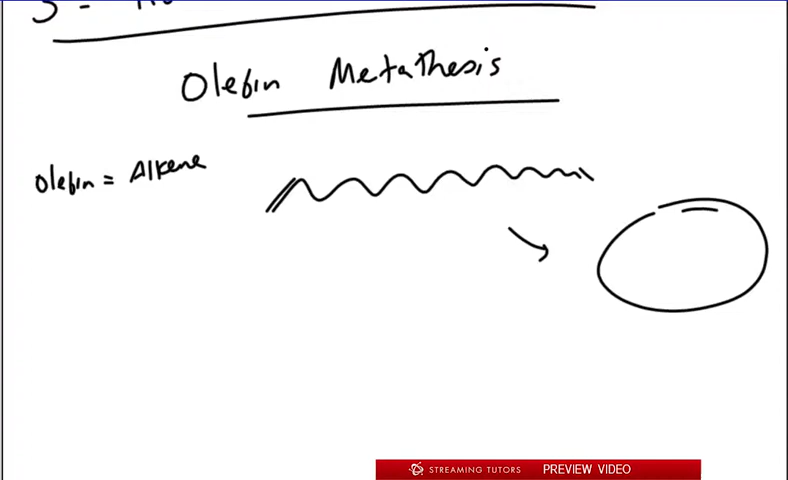 Olefin Metathesis
Olefin = Alkene
STREAMING TUTORS PREVIEW VIDEO